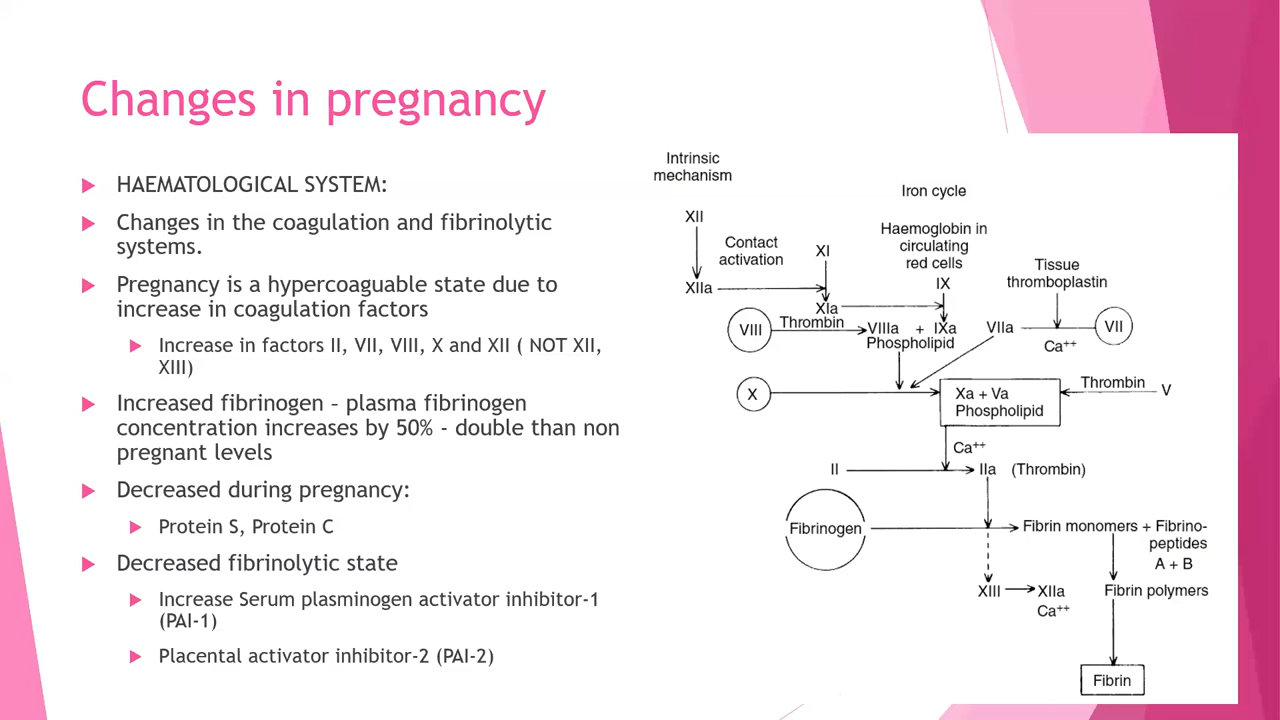 Changes in pregnancy
HAEMATOLOGICAL SYSTEM:
Changes in the coagulation and fibrinolytic
systems.
Pregnancy is a hypercoaguable state due to
increase in coagulation factors
Increase in factors II, VII, VIII, X and XII ( NOT XII,
XIII)
Increased fibrinogen – plasma fibrinogen
concentration increases by 50% - double than non
pregnant levels
Decreased during pregnancy:
Protein S, Protein C
Decreased fibrinolytic state
Increase Serum plasminogen activator inhibitor-1
(PAI-1)
Placental activator inhibitor-2 (PAI-2)
Intrinsic
mechanism
Iron cycle
XII
Haemoglobin in
circulating
red cells
Contact
activation
XI
Tissue
thromboplastin
XIIa
IX
XIa
VIII
Thrombin
VIIIa + IXa
Phospholipid
VIIa
VII
Ca++
X
Xa + Va
Phospholipid
Thrombin
V
Ca++
II
IIa (Thrombin)
Fibrinogen
Fibrin monomers + Fibrino-
peptides
A + B
XIII
XIIa
Ca++
Fibrin polymers
Fibrin